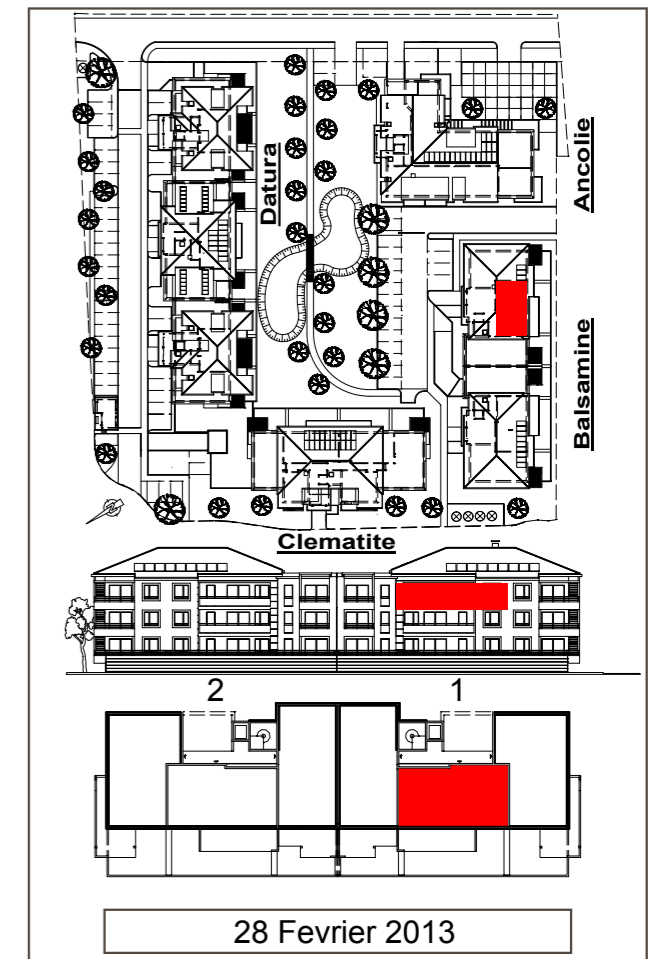 Datura
Ancolie
Balsamine
Clematite
2
1
28 Fevrier 2013